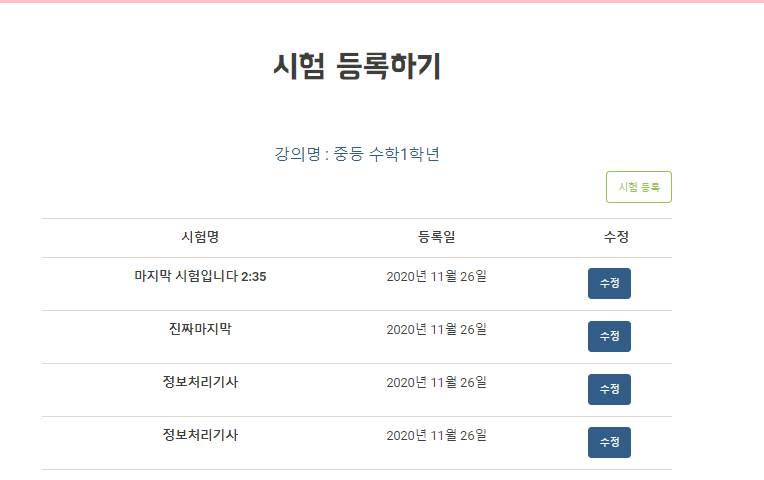 시험 등록하기
강의명 : 중등 수학1학년
시험 등록
시험명 등록일 수정
마지막 시험입니다 2:35 2020년 11월 26일 수정
진짜마지막 2020년 11월 26일 수정
정보처리기사 2020년 11월 26일 수정
정보처리기사 2020년 11월 26일 수정